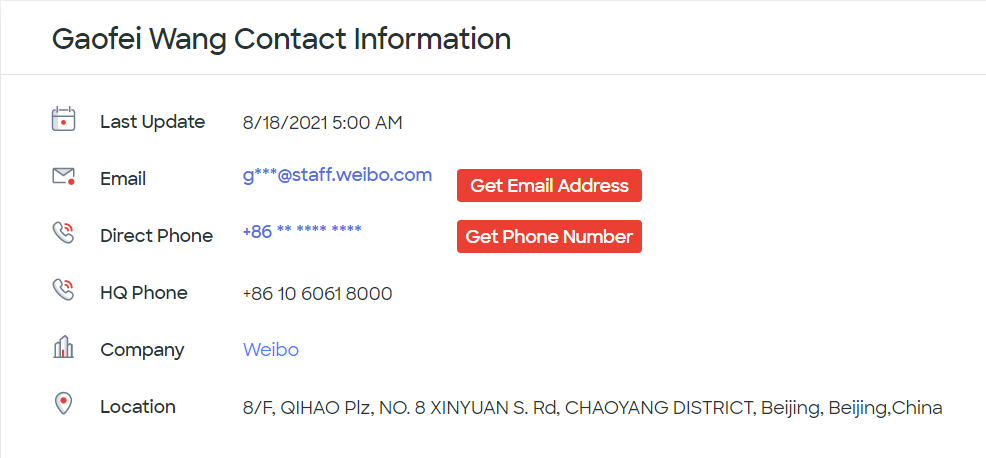 Gaofei Wang Contact Information
Last Update 8/18/2021 5:00 AM
Email g***@staff.weibo.com Get Email Address
Direct Phone +86 ** **** **** Get Phone Number
HQ Phone +86 10 6061 8000
Company Weibo
Location 8/F, QIHAO Plz, NO. 8 XINYUAN S. Rd, CHAOYANG DISTRICT, Beijing, Beijing,China